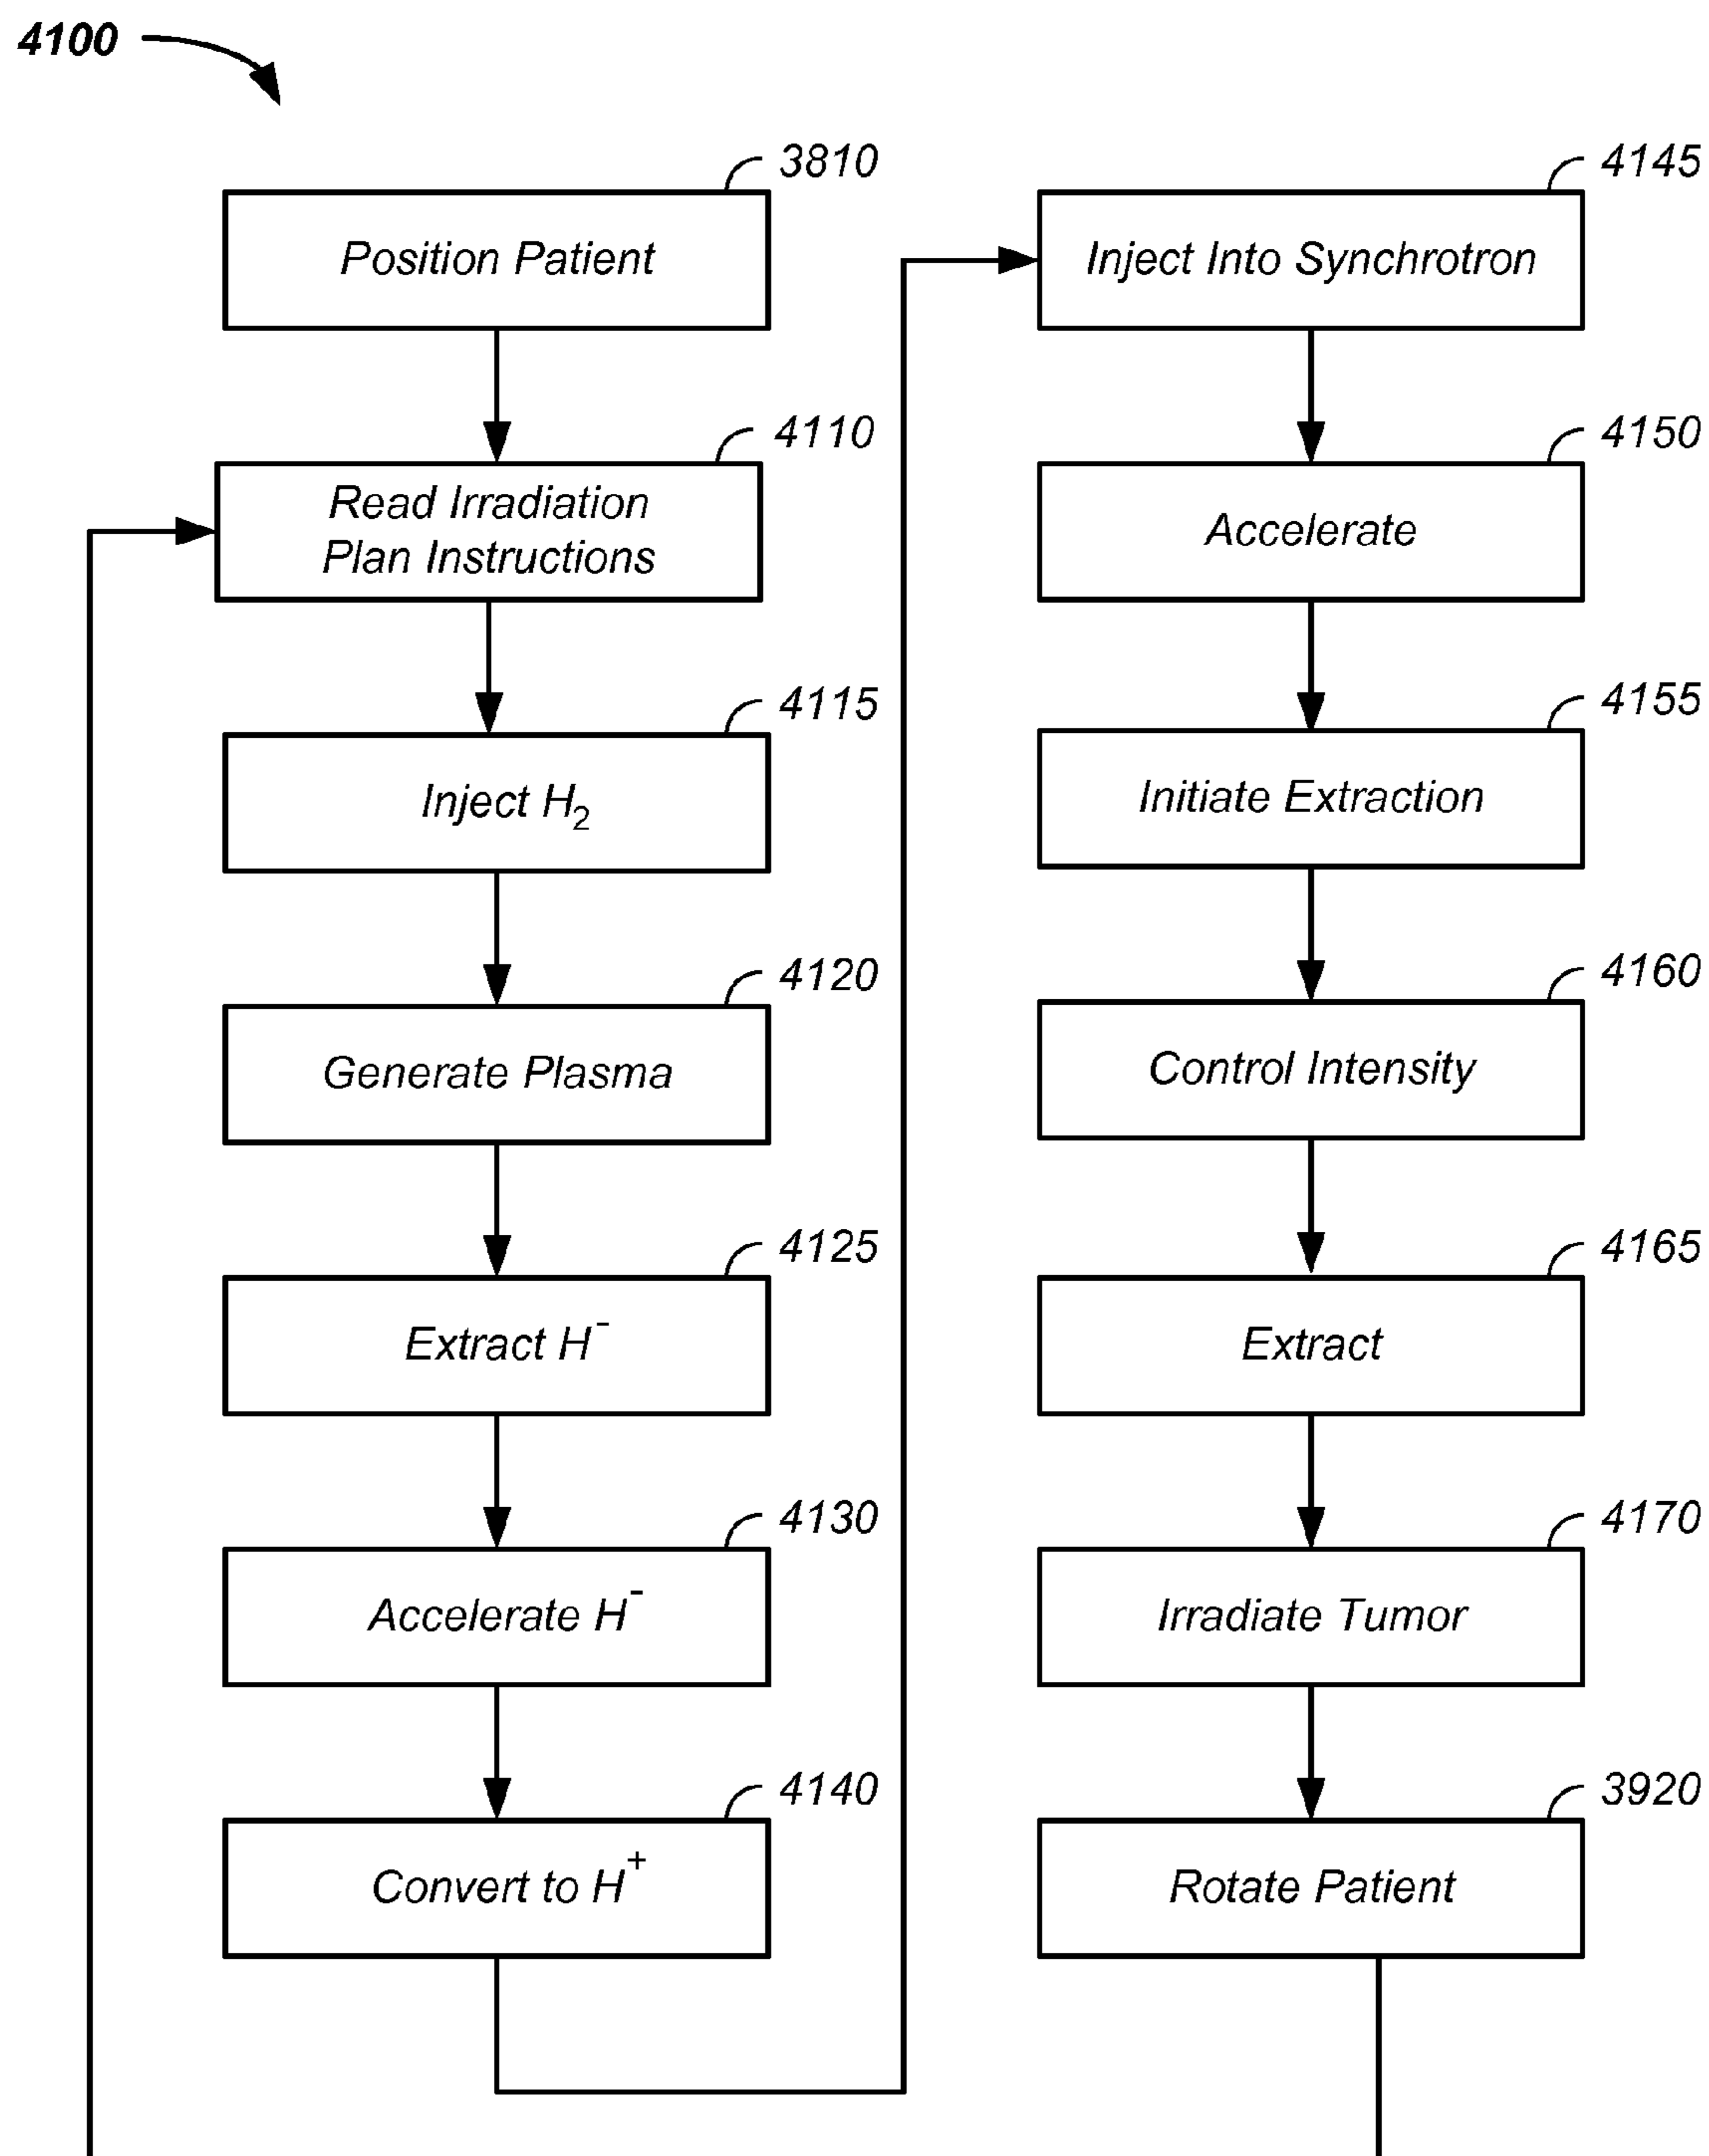 4100
3810
Position Patient
4110
Read Irradiation
Plan Instructions
4115
Inject H₂
4120
Generate Plasma
4125
Extract H⁻
4130
Accelerate H⁻
4140
Convert to H⁺
4145
Inject Into Synchrotron
4150
Accelerate
4155
Initiate Extraction
4160
Control Intensity
4165
Extract
4170
Irradiate Tumor
3920
Rotate Patient